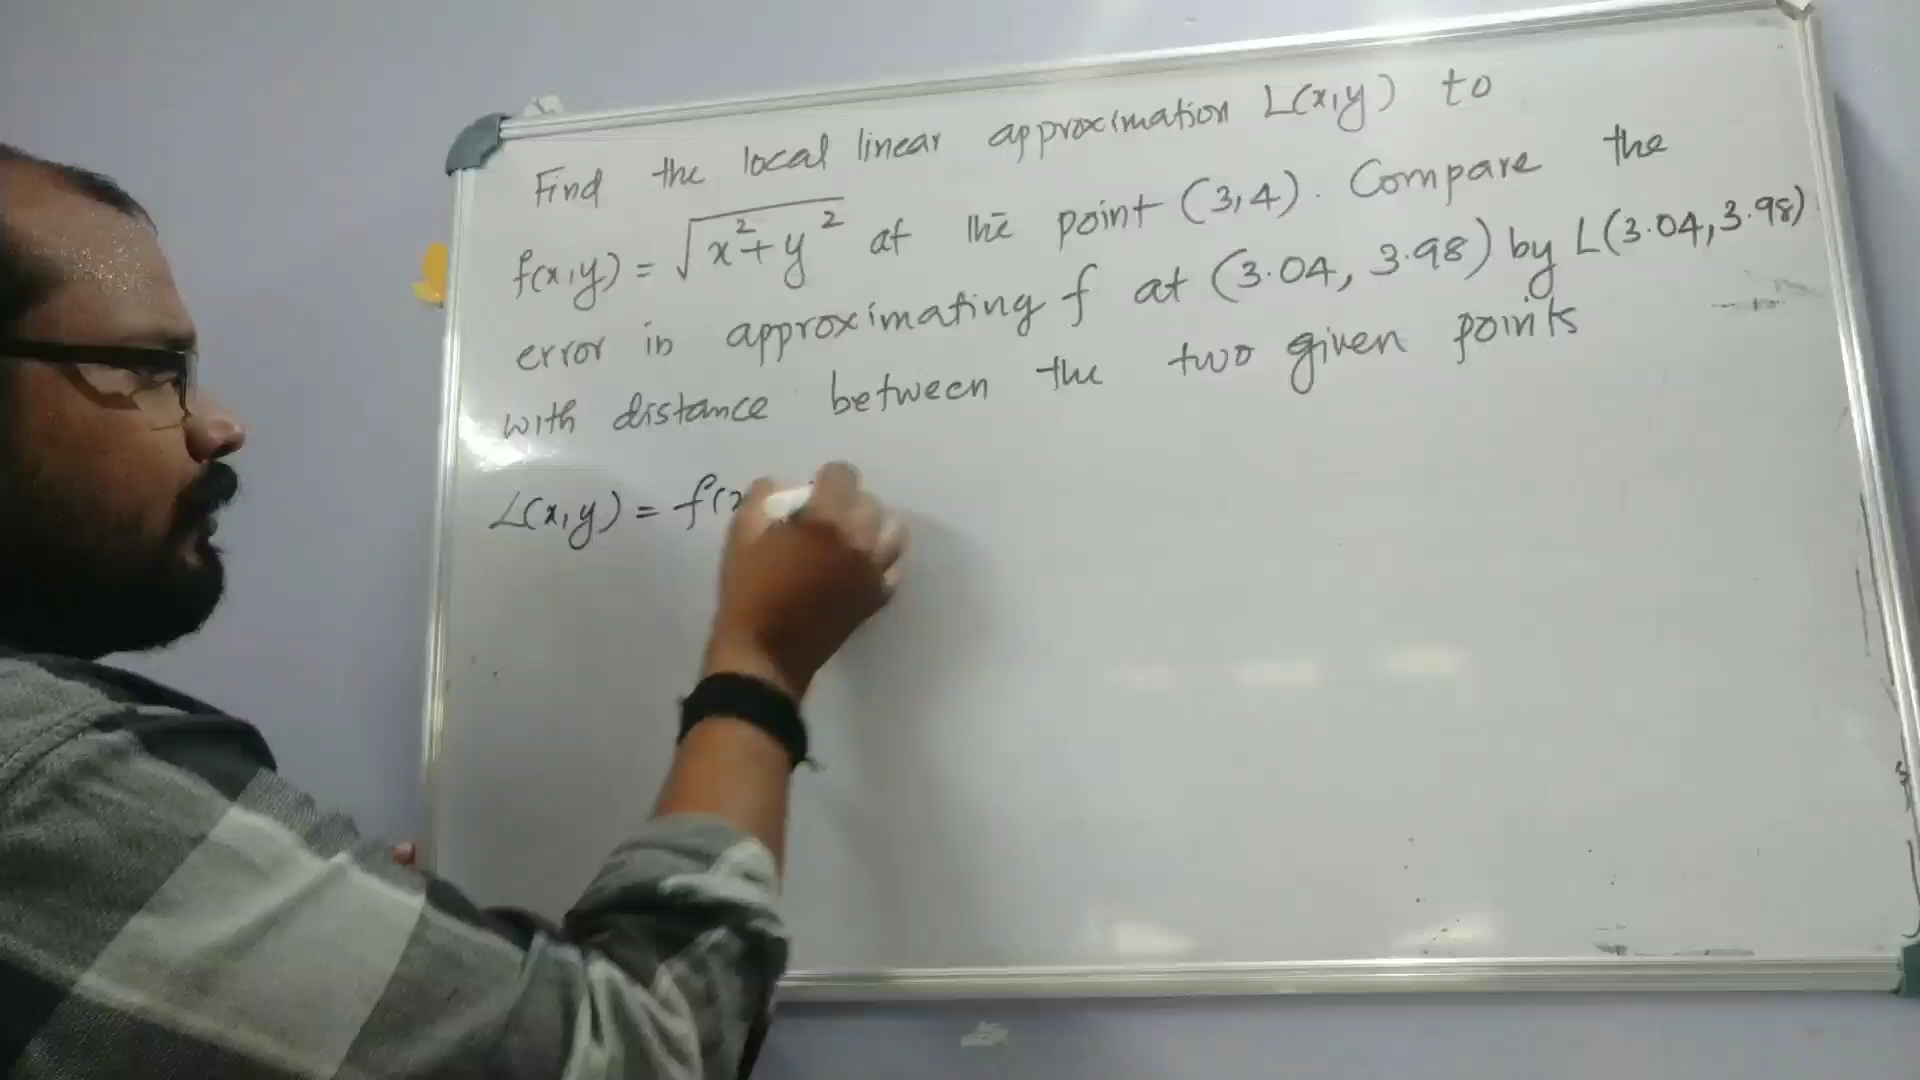 Find the local linear approximation L(x,y) to
f(x,y) = √x²+y² at the point (3,4). Compare the
error in approximating f at (3.04, 3.98) by L(3.04,3.98)
with distance between the two given points
L(x,y) = f(x